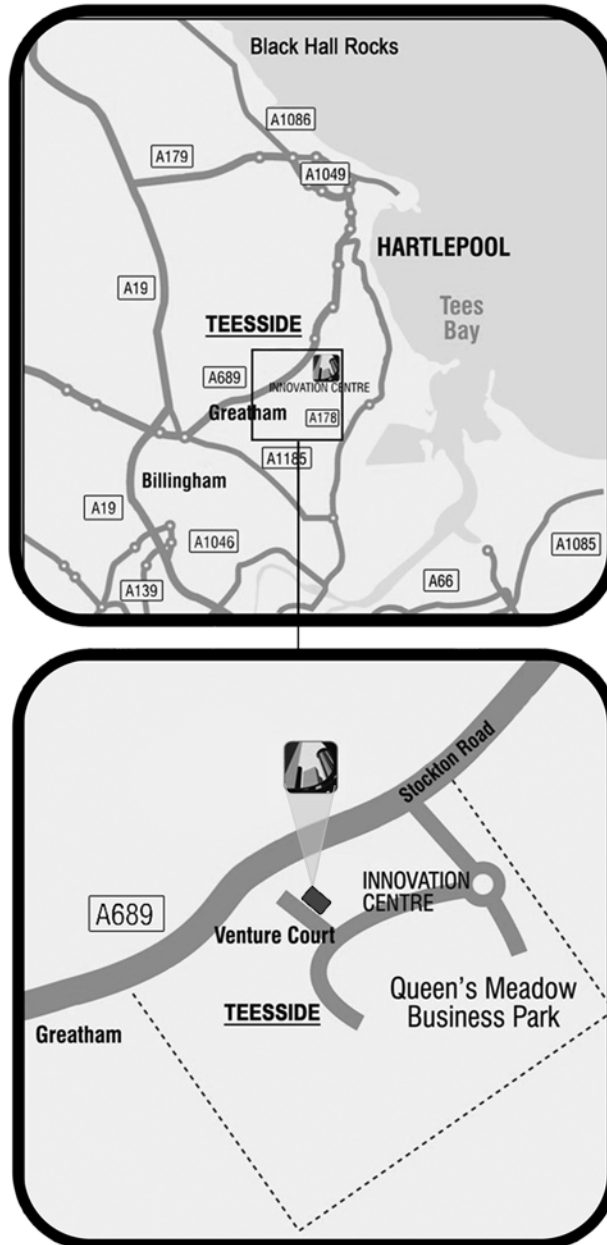 Black Hall Rocks
A1086
A179
A1049
HARTLEPOOL
A19
Tees
Bay
TEESSIDE
A689
INNOVATION CENTRE
Greatham
A178
A1185
Billingham
A19
A1046
A1085
A66
A139
Stockton Road
INNOVATION
CENTRE
A689
Venture Court
Queen's Meadow
Business Park
TEESSIDE
Greatham